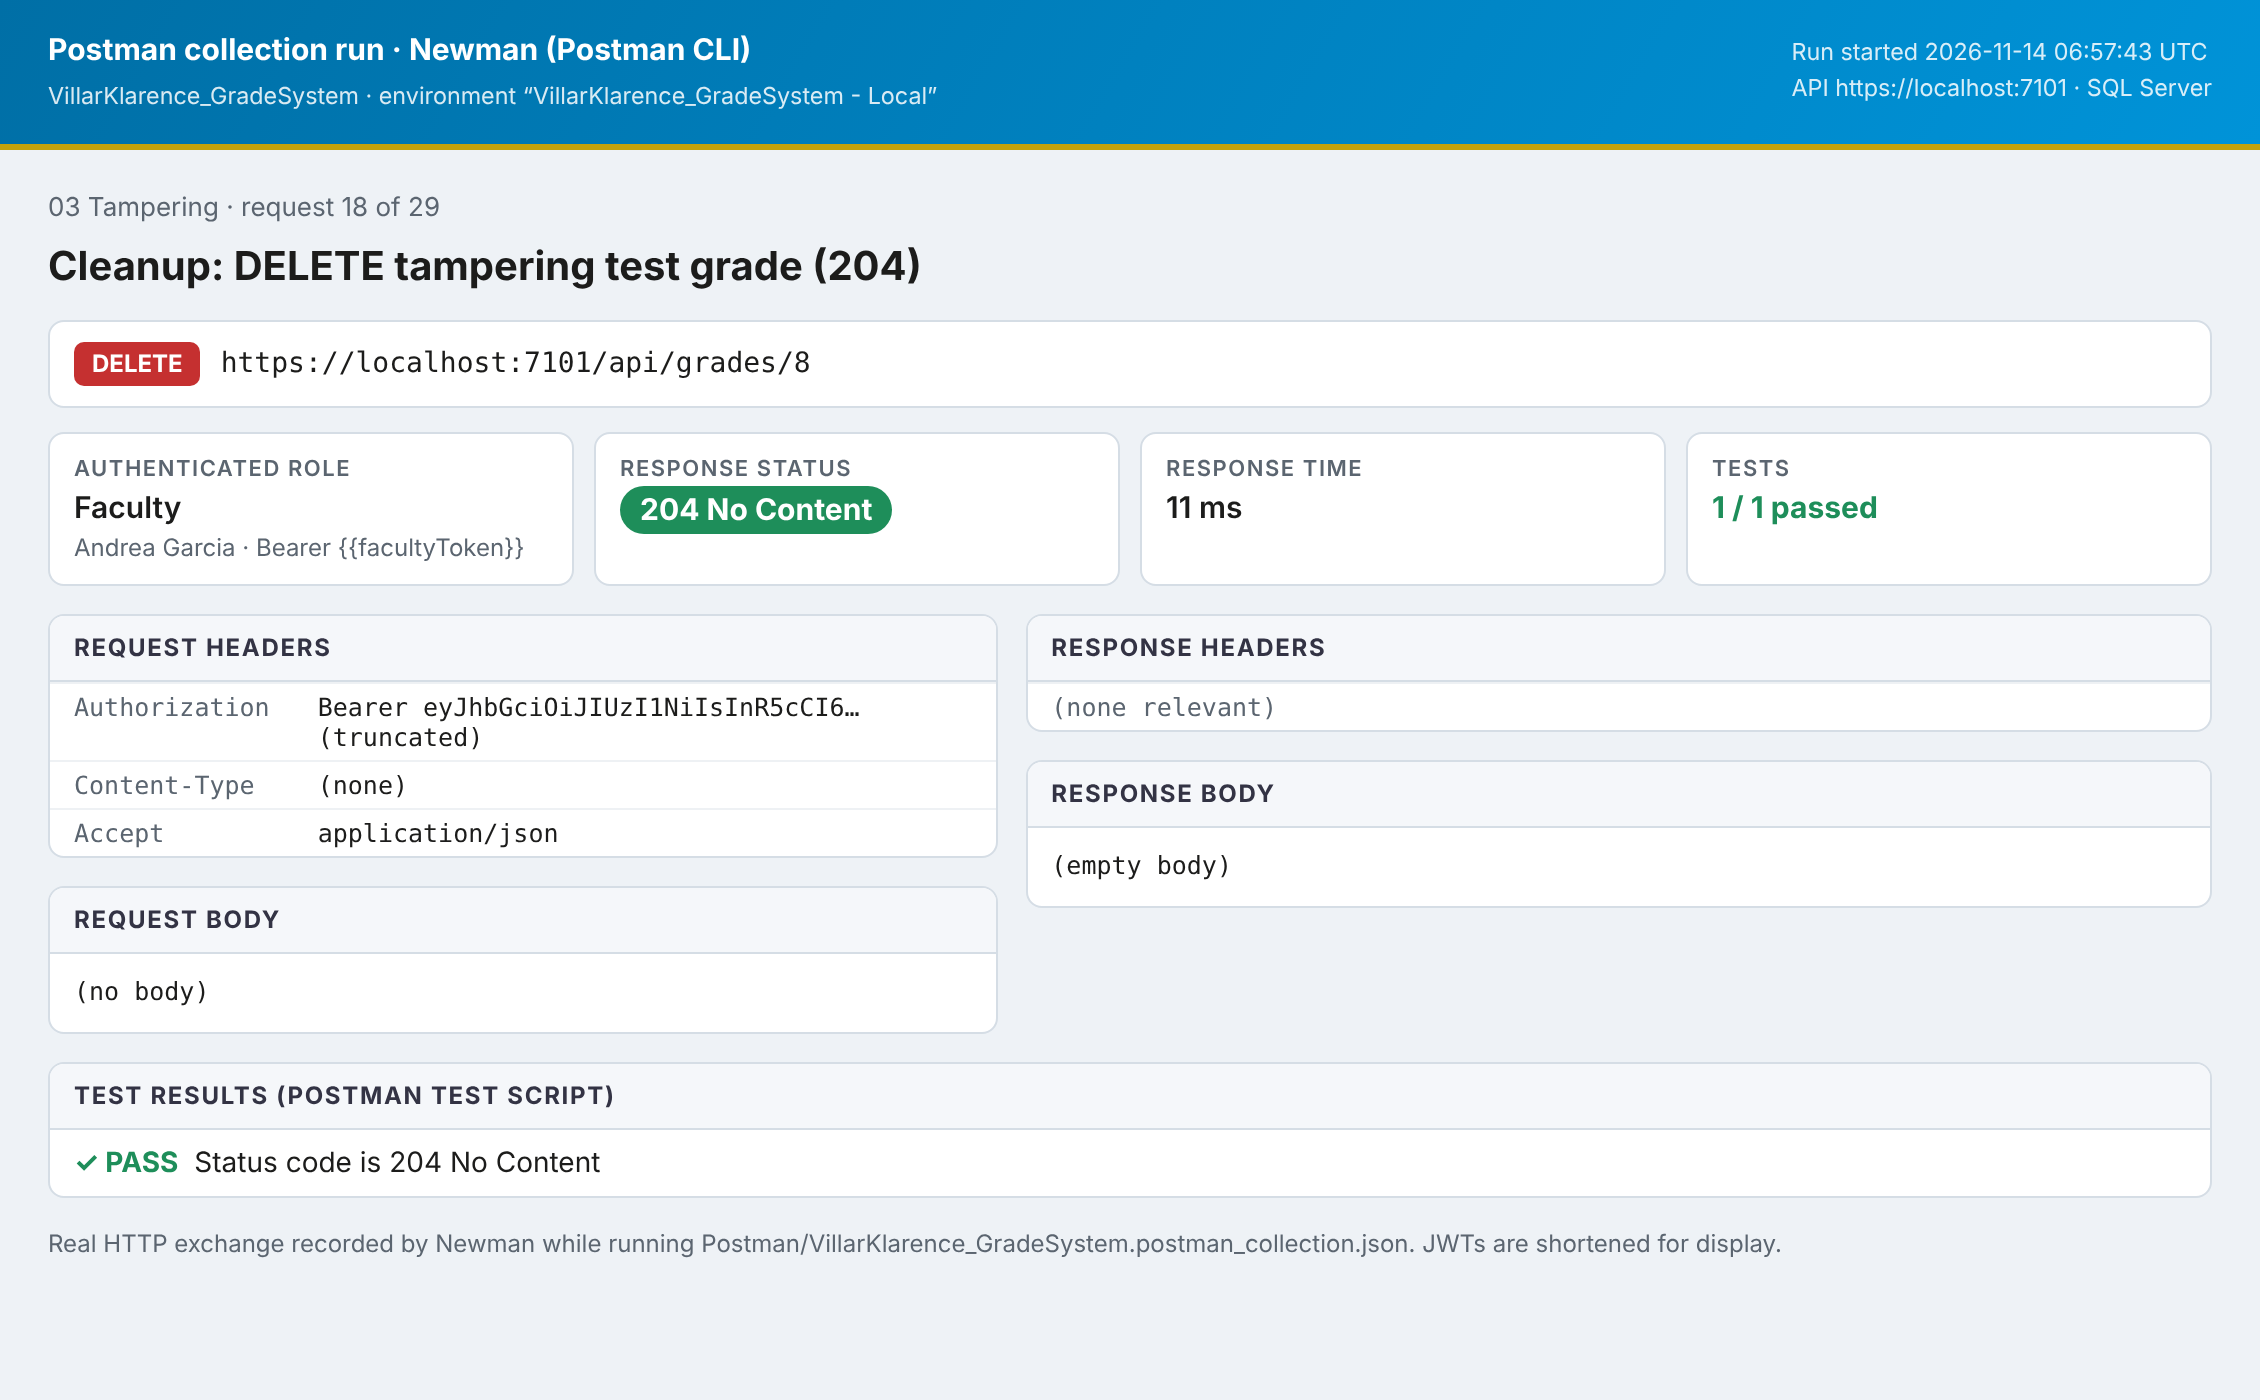 Postman collection run · Newman (Postman CLI)
VillarKlarence_GradeSystem · environment “VillarKlarence_GradeSystem - Local”
Run started 2026-11-14 06:57:43 UTC
API https://localhost:7101 · SQL Server
03 Tampering · request 18 of 29
Cleanup: DELETE tampering test grade (204)
DELETE https://localhost:7101/api/grades/8
AUTHENTICATED ROLE
Faculty
Andrea Garcia · Bearer {{facultyToken}}
RESPONSE STATUS
204 No Content
RESPONSE TIME
11 ms
TESTS
1 / 1 passed
REQUEST HEADERS
Authorization Bearer eyJhbGciOiJIUzI1NiIsInR5cCI6…
(truncated)
Content-Type (none)
Accept application/json
REQUEST BODY
(no body)
RESPONSE HEADERS
(none relevant)
RESPONSE BODY
(empty body)
TEST RESULTS (POSTMAN TEST SCRIPT)
✓ PASS Status code is 204 No Content
Real HTTP exchange recorded by Newman while running Postman/VillarKlarence_GradeSystem.postman_collection.json. JWTs are shortened for display.